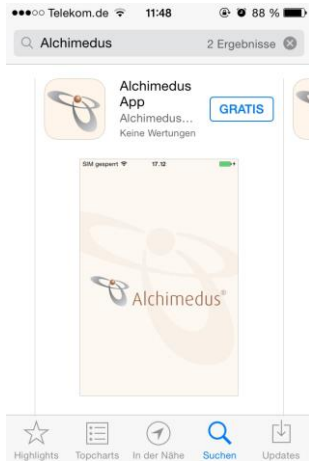 Telekom.de 11:48 88 %
Alchimedus 2 Ergebnisse
Alchimedus
App
Alchimedus...
Keine Wertungen
GRATIS
SIM gesperrt 17:12
Alchimedus®
Highlights Topcharts In der Nähe Suchen Updates